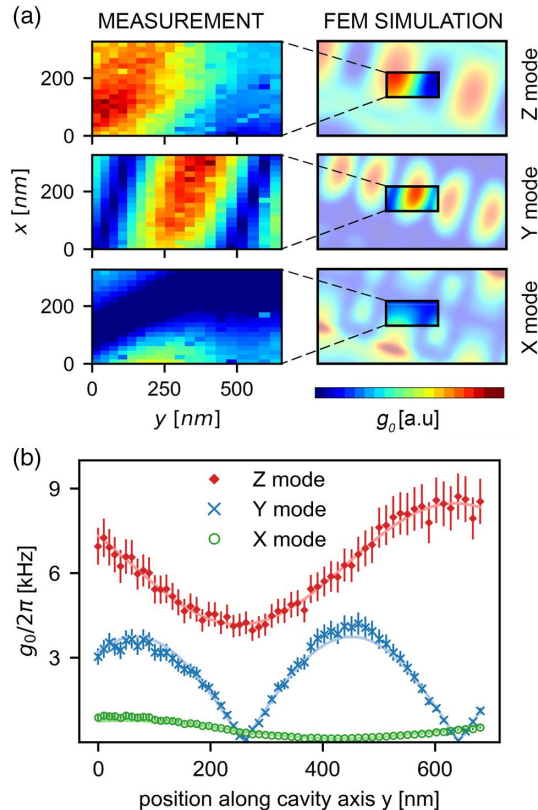 (a)
MEASUREMENT
FEM SIMULATION
200
0
Z mode
x [nm]
200
0
Y mode
200
0
X mode
0 250 500
y [nm]
g₀ [a.u]
(b)
Z mode
Y mode
X mode
9
6
3
g₀/2π [kHz]
0 200 400 600
position along cavity axis y [nm]